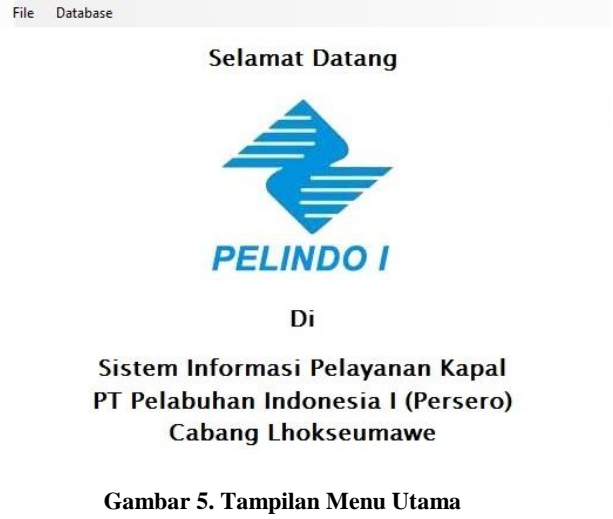 File Database
Selamat Datang
PELINDO I
Di
Sistem Informasi Pelayanan Kapal
PT Pelabuhan Indonesia I (Persero)
Cabang Lhokseumawe
Gambar 5. Tampilan Menu Utama